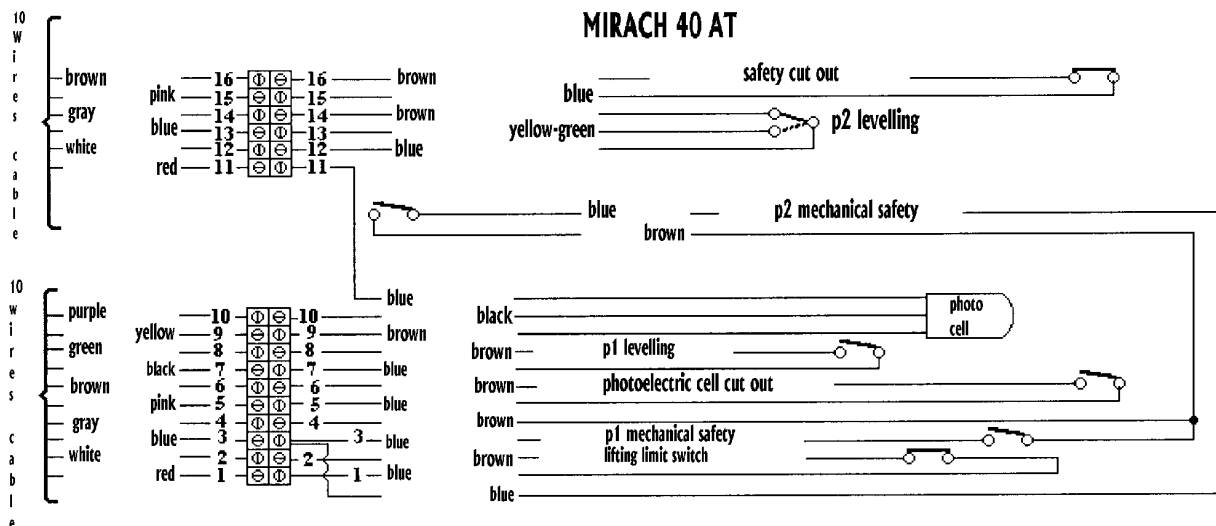 MIRACH 40 AT
10 wires cable
brown
gray
white
pink
blue
red
16 16 brown
15 15
14 14 brown
13 13
12 12 blue
11 11
safety cut out
blue
yellow-green
p2 levelling
blue p2 mechanical safety
brown
10 wires cable
purple
green
brown
gray
white
yellow
black
pink
blue
red
blue
10 10
9 9 brown
8 8
7 7 blue
6 6
5 5 blue
4 4
3 3 blue
2 2
1 1 blue
black
photo
cell
brown p1 levelling
brown photoelectric cell cut out
brown
p1 mechanical safety
brown lifting limit switch
blue